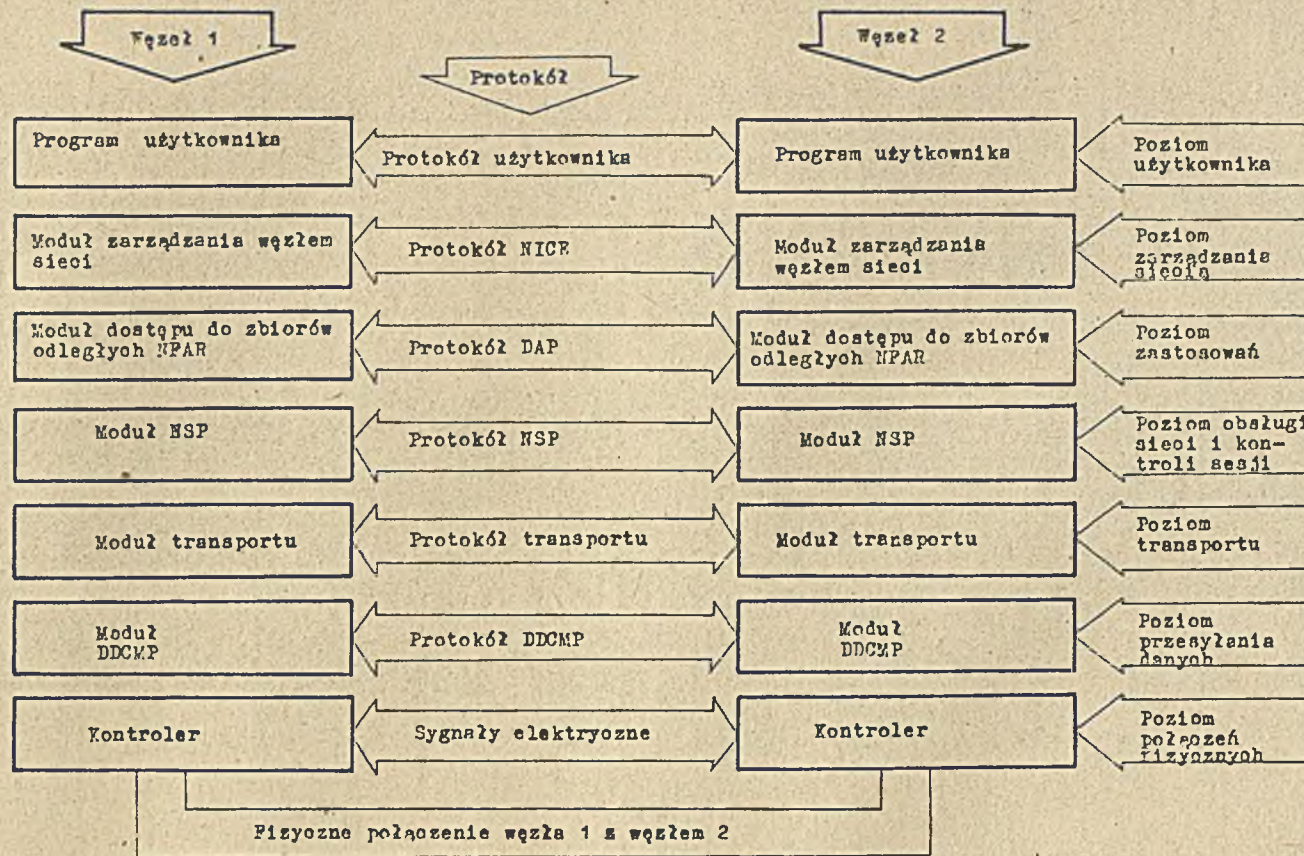 Węzeł 1
Węzeł 2
Protokół
Program użytkownika
Protokół użytkownika
Program użytkownika
Poziom
użytkownika
Moduł zarządzania węzłem
sieci
Protokół NICE
Moduł zarządzania
węzłem sieci
Poziom
zarządzania
siecią
Moduł dostępu do zbiorów
odległych NFAR
Protokół DAP
Moduł dostępu do zbiorów
odległych NFAR
Poziom
zastosowań
Moduł NSP
Protokół NSP
Moduł NSP
Poziom obsługi
sieci i kon-
troli sesji
Moduł transportu
Protokół transportu
Moduł transportu
Poziom
transportu
Moduł
DDCMP
Protokół DDCMP
Moduł
DDCMP
Poziom
przesyłania
danych
Kontroler
Sygnały elektryczne
Kontroler
Poziom
połączeń
fizycznych
Fizyczne połączenie węzła 1 z węzłem 2